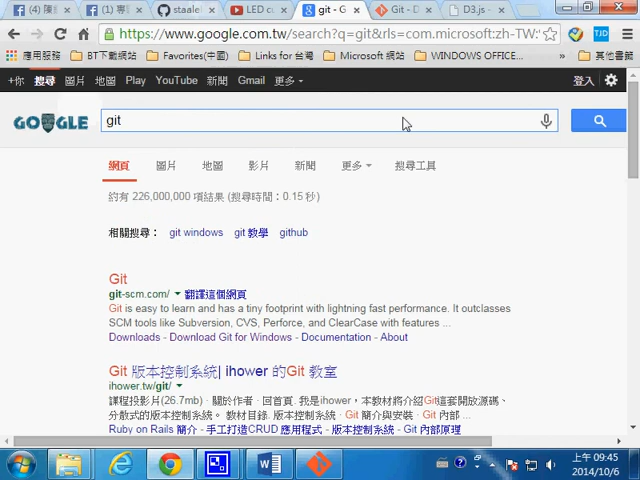 (4) 陳
(1) 專
staale
LED cu
git - G
Git - D
D3.js -
https://www.google.com.tw/search?q=git&rls=com.microsoft:zh-TW:
TJD
應用服務 BT下載網站 Favorites(中國) Links for 台灣 Microsoft 網站 WINDOWS OFFICE... 其他書籤
+你 搜尋 圖片 地圖 Play YouTube 新聞 Gmail 更多 登入
GOOGLE git
網頁 圖片 地圖 影片 新聞 更多 搜尋工具
約有 226,000,000 項結果 (搜尋時間：0.15 秒)
相關搜尋： git windows git 教學 github
Git
git-scm.com/ 翻譯這個網頁
Git is easy to learn and has a tiny footprint with lightning fast performance. It outclasses
SCM tools like Subversion, CVS, Perforce, and ClearCase with features ...
Downloads - Download Git for Windows - Documentation - About
Git 版本控制系統| ihower 的Git 教室
ihower.tw/git/
課程投影片(26.7mb) · 關於作者 · 回首頁. 我是ihower，本教材將介紹Git這套開放源碼、
分散式的版本控制系統。 教材目錄. 版本控制系統 · Git 簡介與安裝 · Git 內部 ...
Ruby on Rails 簡介 - 手工打造CRUD 應用程式 - Git 內部原理
上午 09:45
2014/10/6